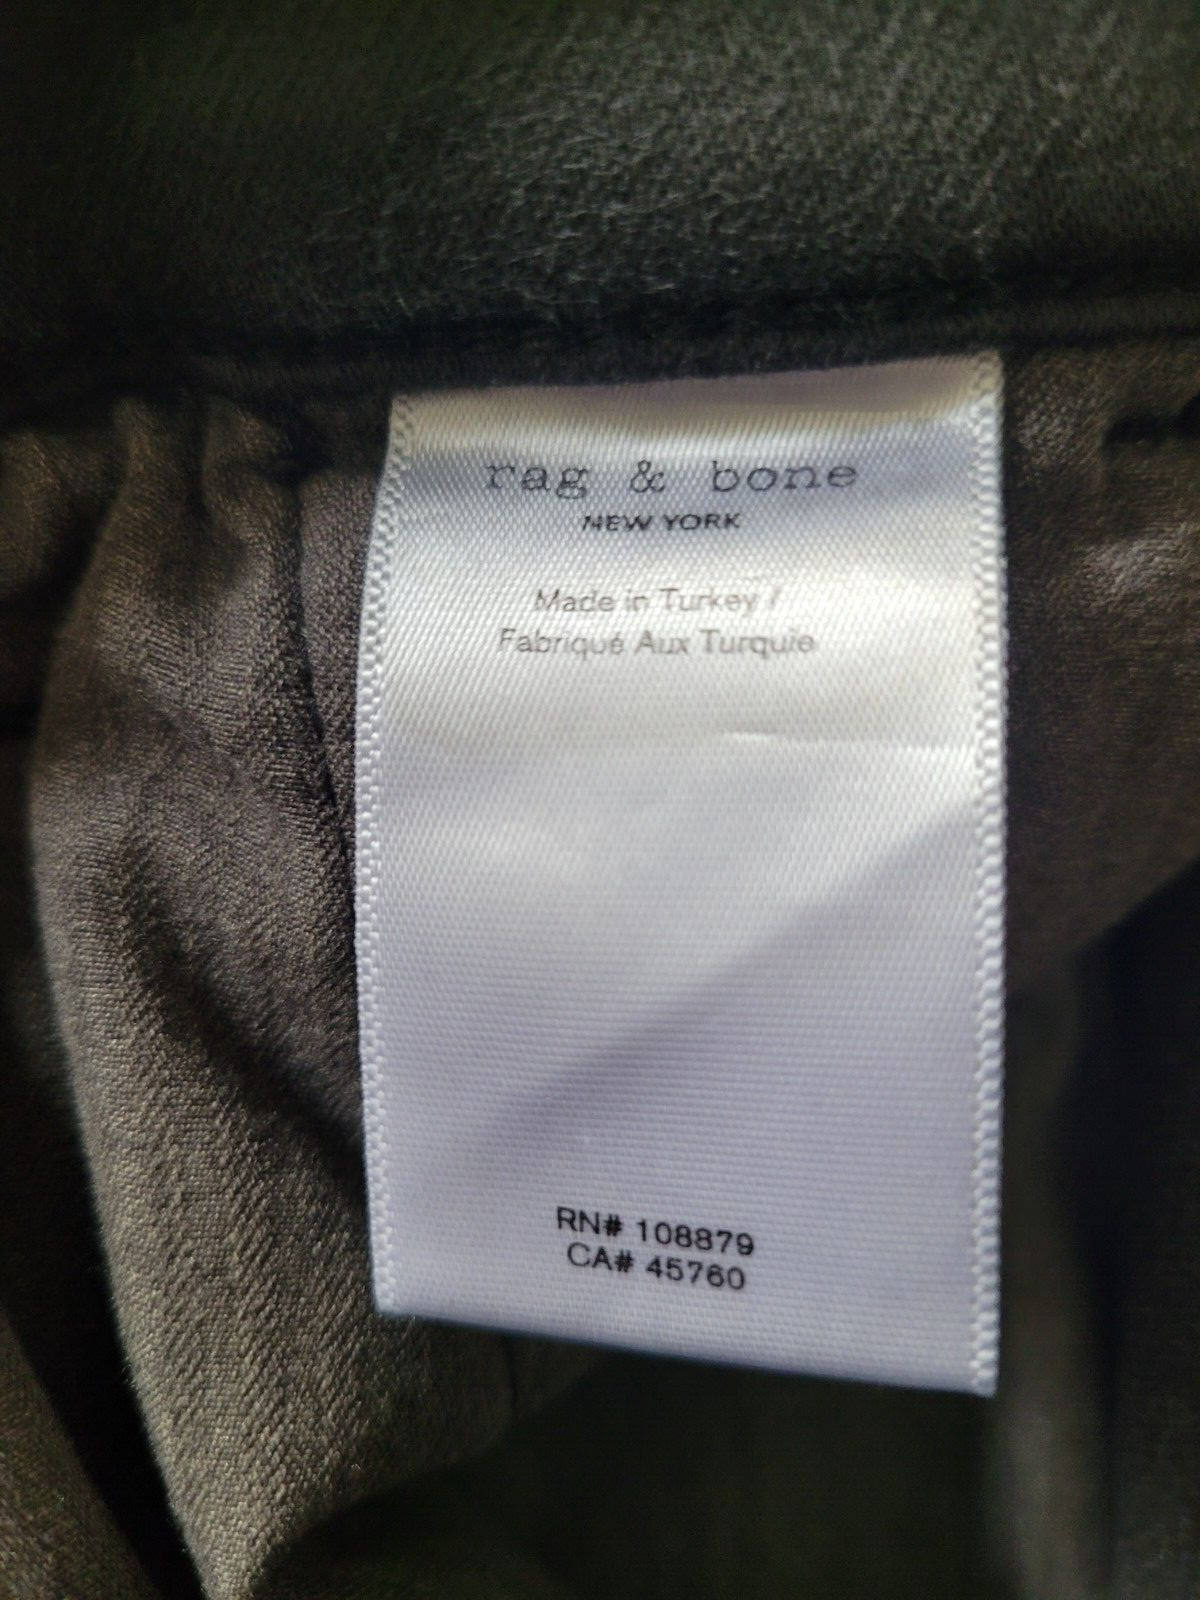 rag & bone
NEW YORK
Made in Turkey /
Fabriqué Aux Turquie
RN# 108879
CA# 45760